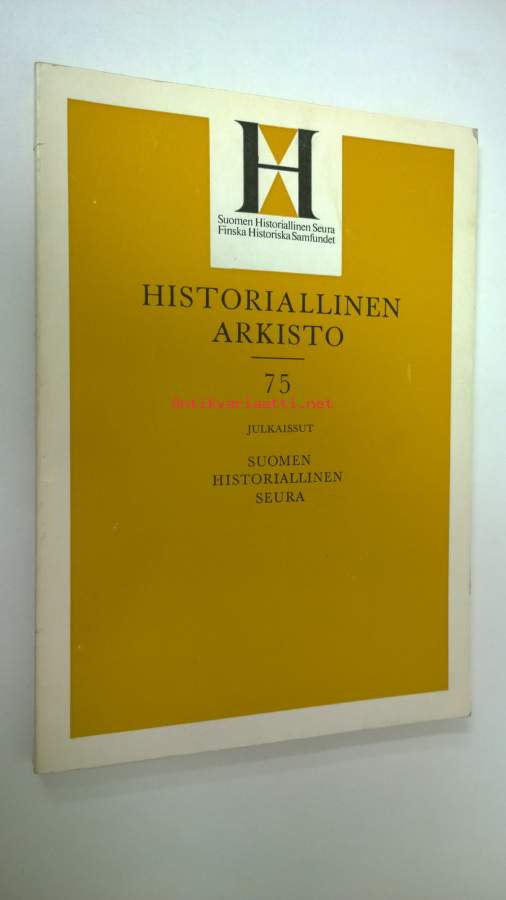 H
Suomen Historiallinen Seura
Finska Historiska Samfundet
HISTORIALLINEN
ARKISTO
75
Antikvariaatti.net
JULKAISSUT
SUOMEN
HISTORIALLINEN
SEURA